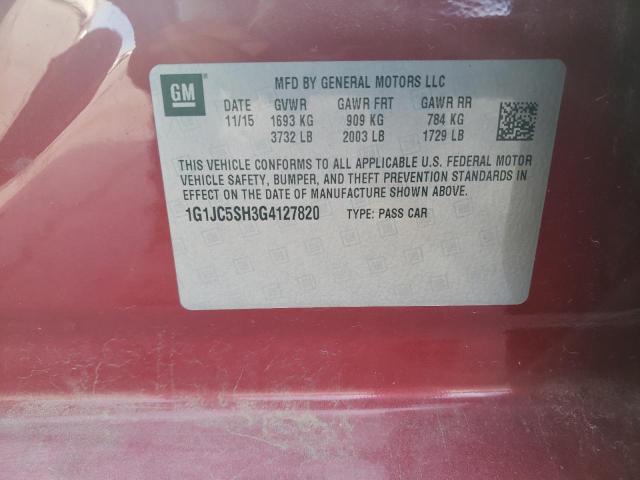 GM MFD BY GENERAL MOTORS LLC
DATE GVWR GAWR FRT GAWR RR
11/15 1693 KG 909 KG 784 KG
3732 LB 2003 LB 1729 LB
THIS VEHICLE CONFORMS TO ALL APPLICABLE U.S. FEDERAL MOTOR
VEHICLE SAFETY, BUMPER, AND THEFT PREVENTION STANDARDS IN
EFFECT ON THE DATE OF MANUFACTURE SHOWN ABOVE.
1G1JC5SH3G4127820 TYPE: PASS CAR